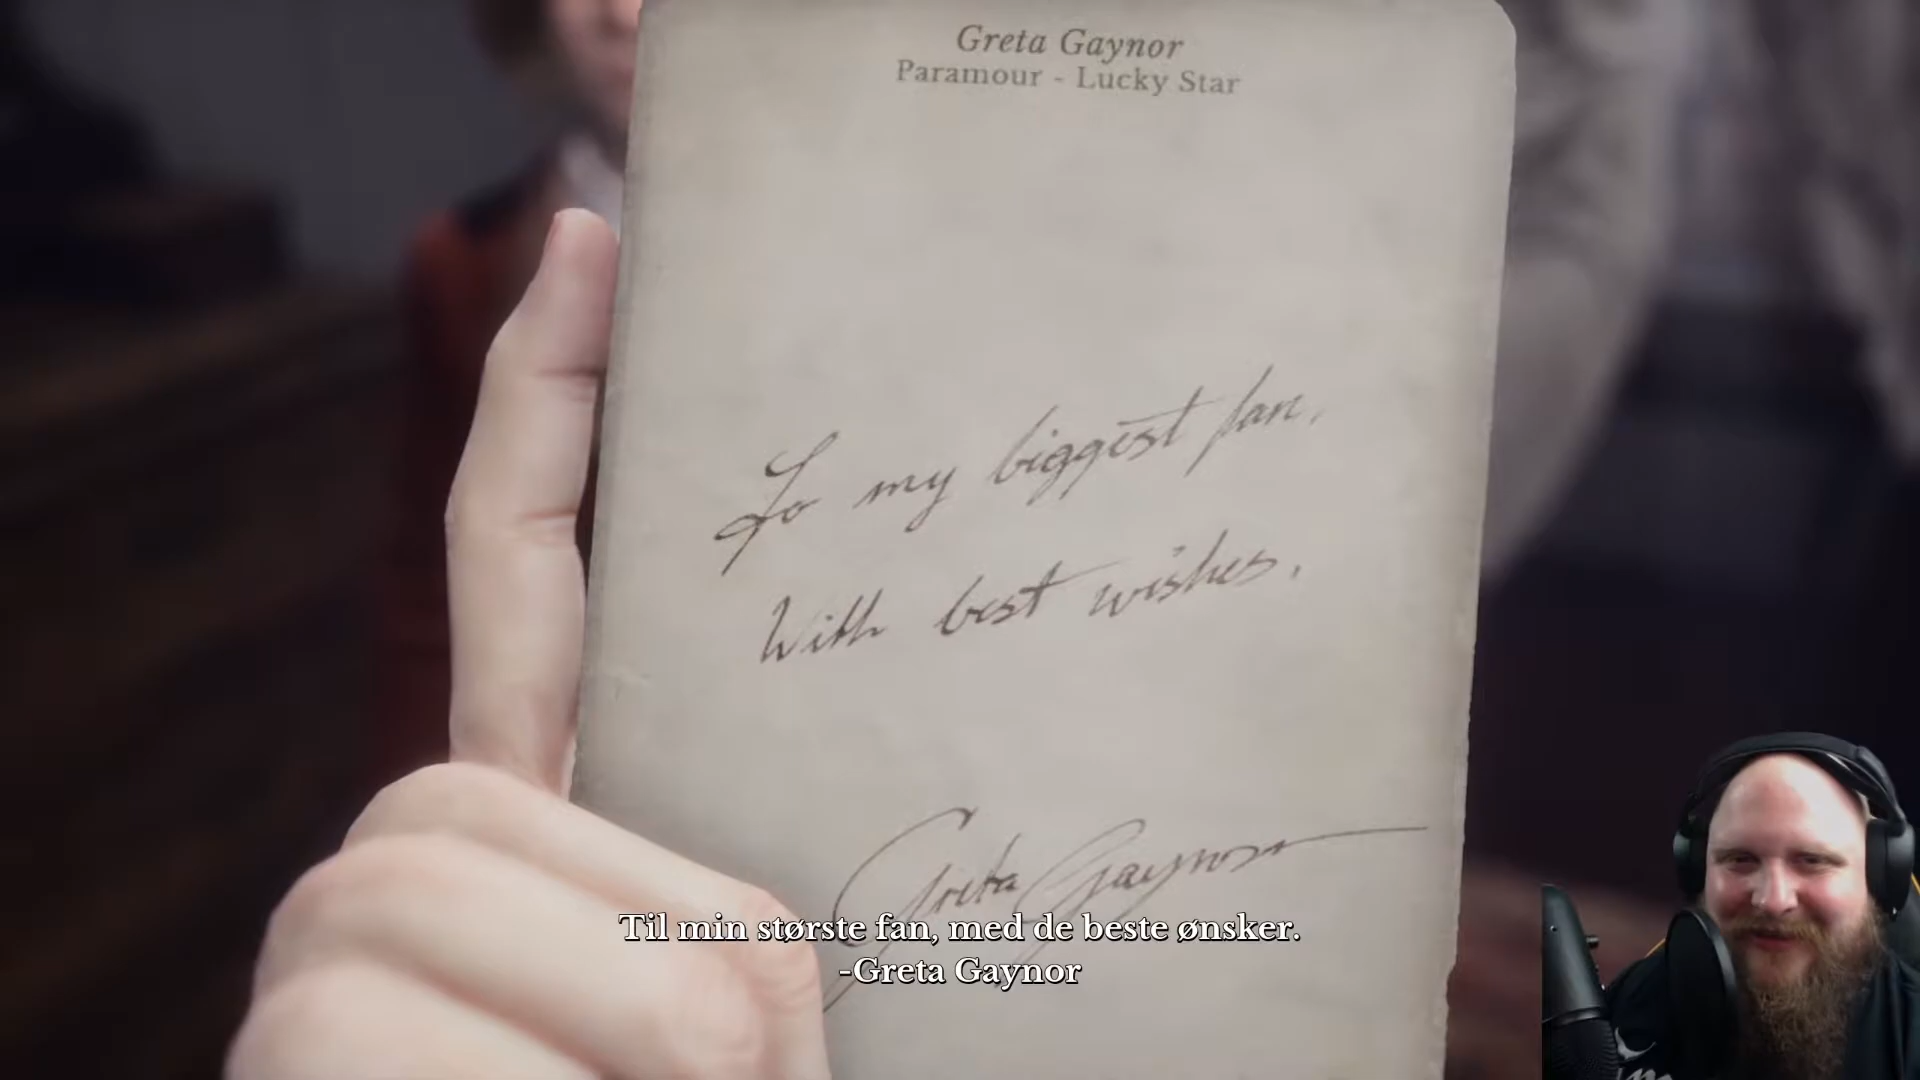 Greta Gaynor
Paramour - Lucky Star
To my biggest fan,
With best wishes,
Greta Gaynor
Til min største fan, med de beste ønsker.
-Greta Gaynor